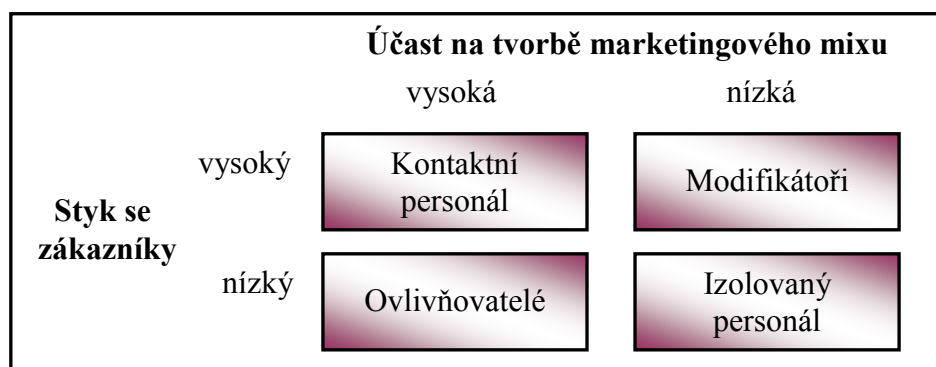 Účast na tvorbě marketingového mixu
vysoká nízká
vysoký
Kontaktní
personál
Modifikátoři
Styk se
zákazníky
nízký
Ovlivňovatelé
Izolovaný
personál